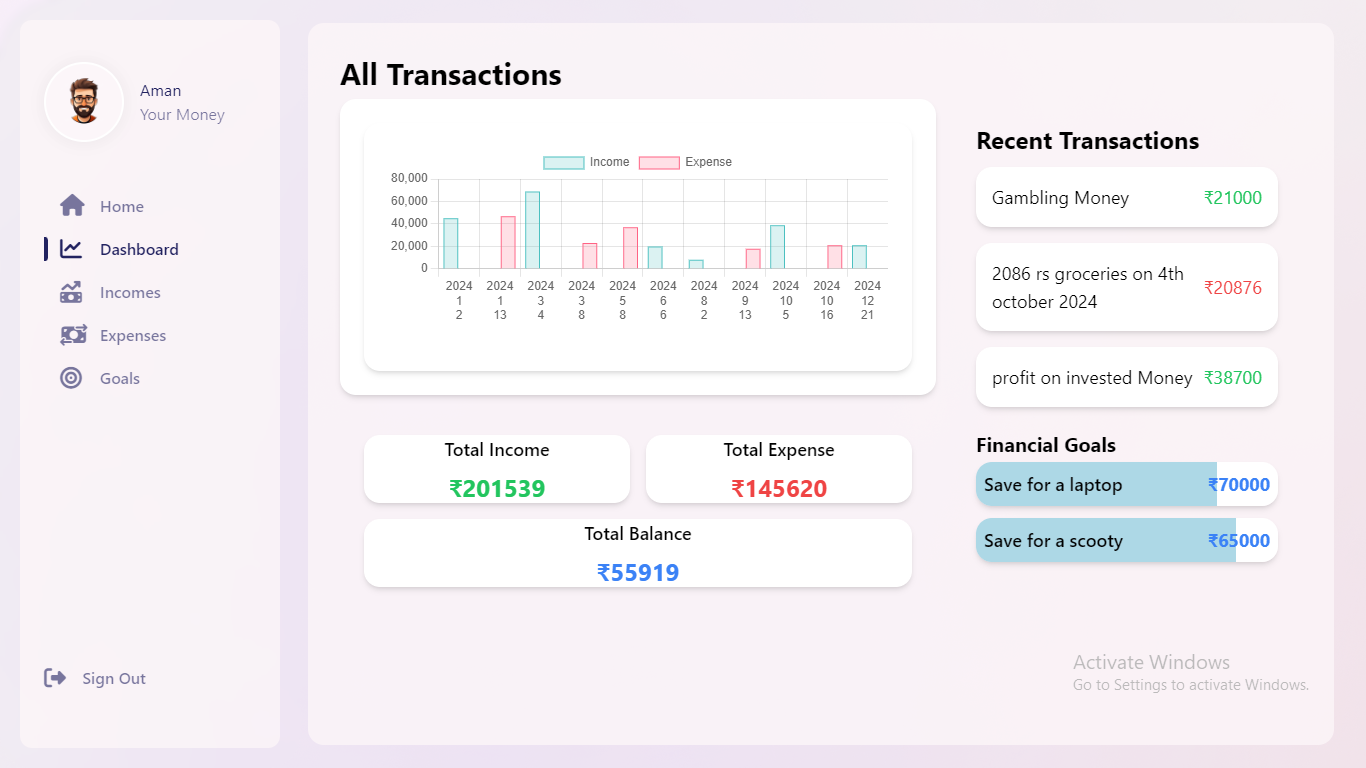 Aman
Your Money
Home
Dashboard
Incomes
Expenses
Goals
Sign Out
All Transactions
Income Expense
80,000
60,000
40,000
20,000
0
2024 2024 2024 2024 2024 2024 2024 2024 2024 2024 2024
1 1 3 3 5 6 8 9 10 10 12
2 13 4 8 8 6 2 13 5 16 21
Total Income
₹201539
Total Expense
₹145620
Total Balance
₹55919
Recent Transactions
Gambling Money ₹21000
2086 rs groceries on 4th
october 2024
₹20876
profit on invested Money ₹38700
Financial Goals
Save for a laptop ₹70000
Save for a scooty ₹65000
Activate Windows
Go to Settings to activate Windows.